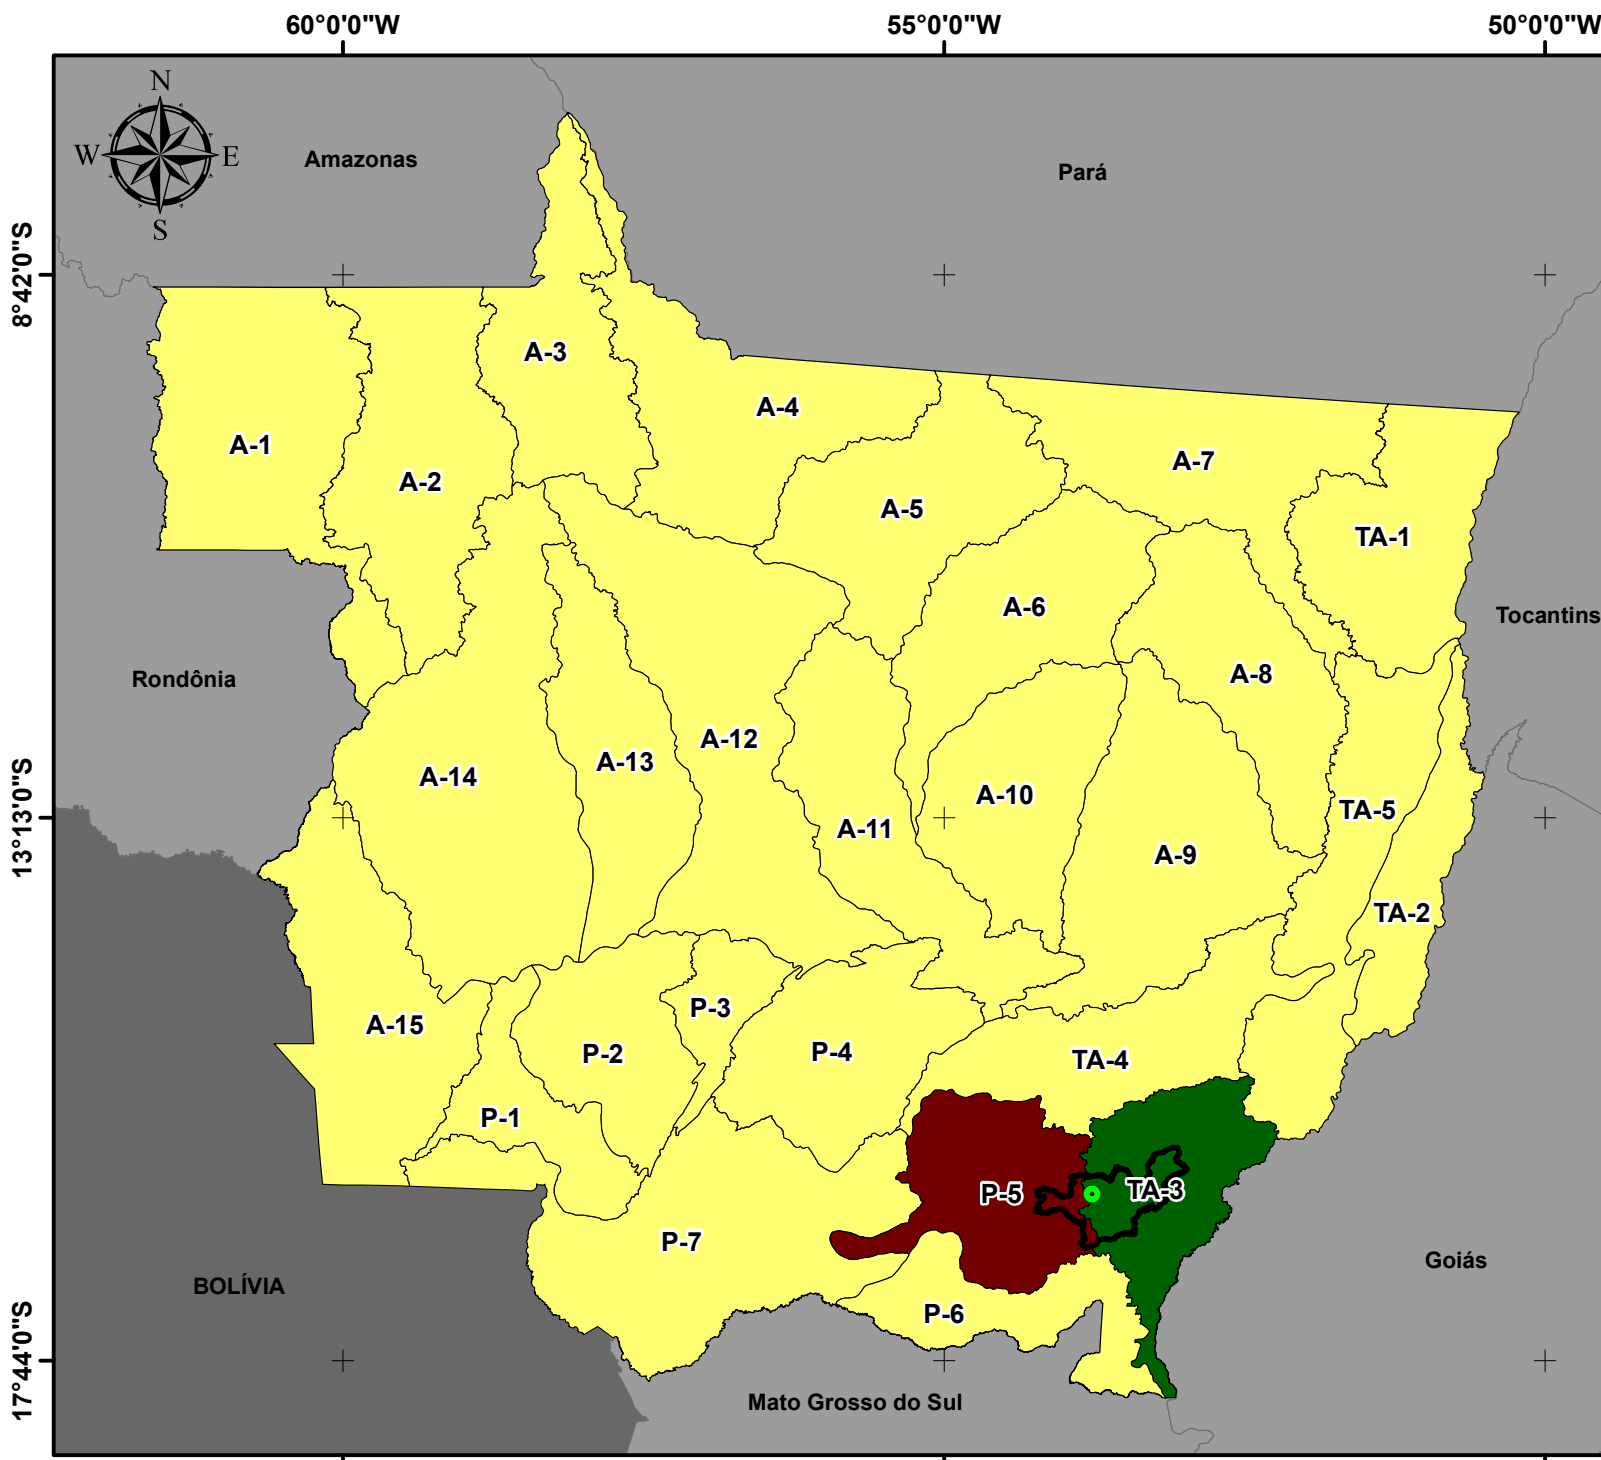 60°0'0"W
55°0'0"W
50°0'0"W
N
W
E
S
Amazonas
Pará
8°42'0"S
A-3
A-4
A-1
A-7
A-2
A-5
TA-1
A-6
Tocantins
Rondônia
A-8
A-12
A-13
A-14
A-10
TA-5
13°13'0"S
A-11
A-9
TA-2
P-3
A-15
P-2
P-4
TA-4
P-1
P-5
TA-3
P-7
Goiás
BOLÍVIA
P-6
17°44'0"S
Mato Grosso do Sul